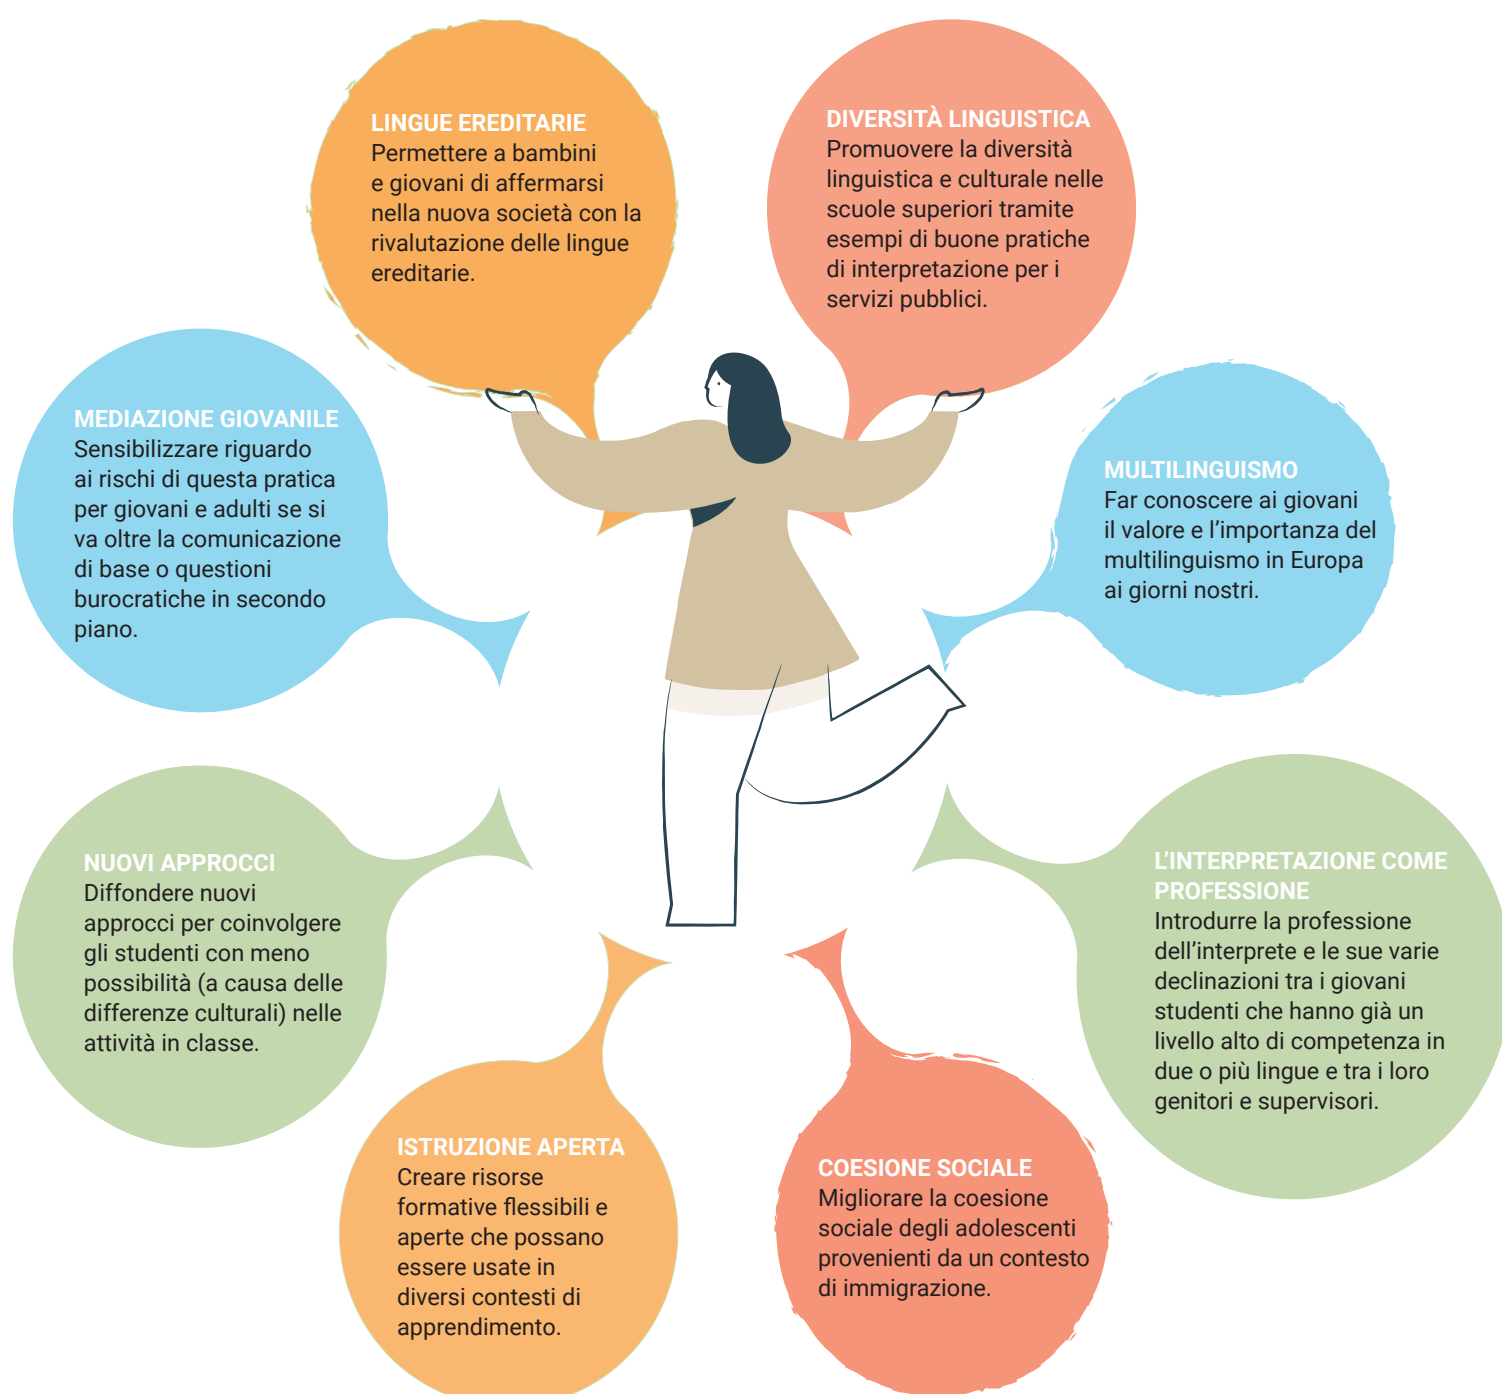 LINGUE EREDITARIE
Permettere a bambini
e giovani di affermarsi
nella nuova società con la
rivalutazione delle lingue
ereditarie.
DIVERSITÀ LINGUISTICA
Promuovere la diversità
linguistica e culturale nelle
scuole superiori tramite
esempi di buone pratiche
di interpretazione per i
servizi pubblici.
MEDIAZIONE GIOVANILE
Sensibilizzare riguardo
ai rischi di questa pratica
per giovani e adulti se si
va oltre la comunicazione
di base o questioni
burocratiche in secondo
piano.
MULTILINGUISMO
Far conoscere ai giovani
il valore e l’importanza del
multilinguismo in Europa
ai giorni nostri.
NUOVI APPROCCI
Diffondere nuovi
approcci per coinvolgere
gli studenti con meno
possibilità (a causa delle
differenze culturali) nelle
attività in classe.
L’INTERPRETAZIONE COME
PROFESSIONE
Introdurre la professione
dell’interprete e le sue varie
declinazioni tra i giovani
studenti che hanno già un
livello alto di competenza in
due o più lingue e tra i loro
genitori e supervisori.
ISTRUZIONE APERTA
Creare risorse
formative flessibili e
aperte che possano
essere usate in
diversi contesti di
apprendimento.
COESIONE SOCIALE
Migliorare la coesione
sociale degli adolescenti
provenienti da un contesto
di immigrazione.